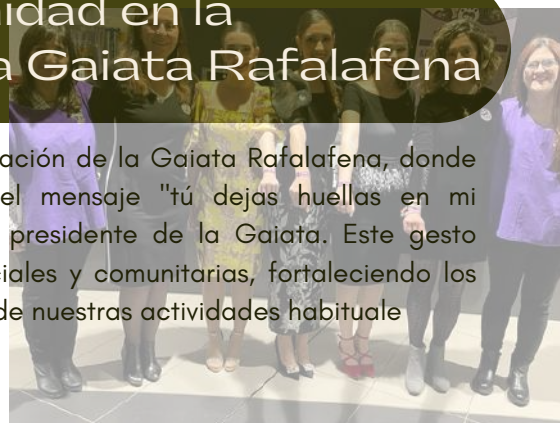 nidad en la
a Gaiata Rafalafena
ación de la Gaiata Rafalafena, donde
el mensaje "tú dejas huellas en mi
presidente de la Gaiata. Este gesto
ciales y comunitarias, fortaleciendo los
de nuestras actividades habituale